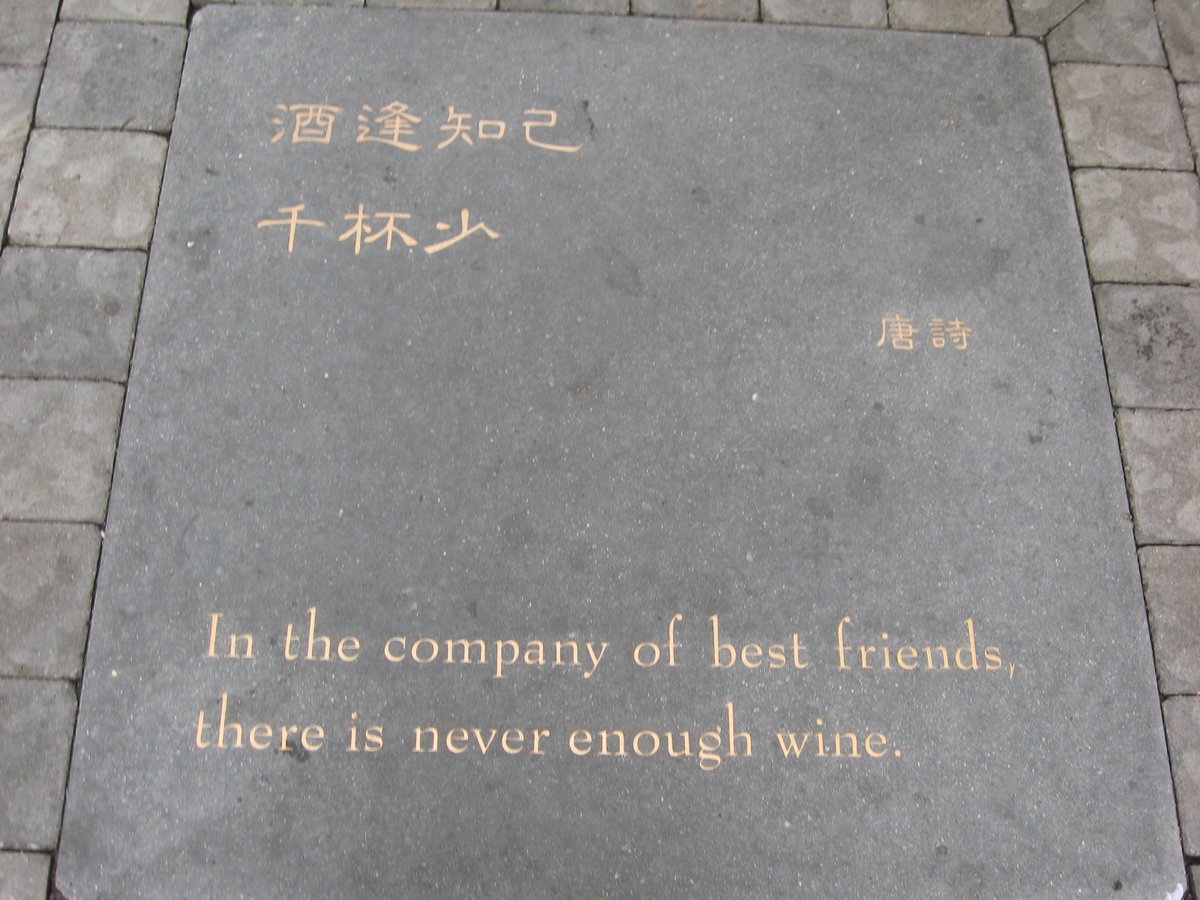 酒逢知己
千杯少
唐詩
In the company of best friends,
there is never enough wine.